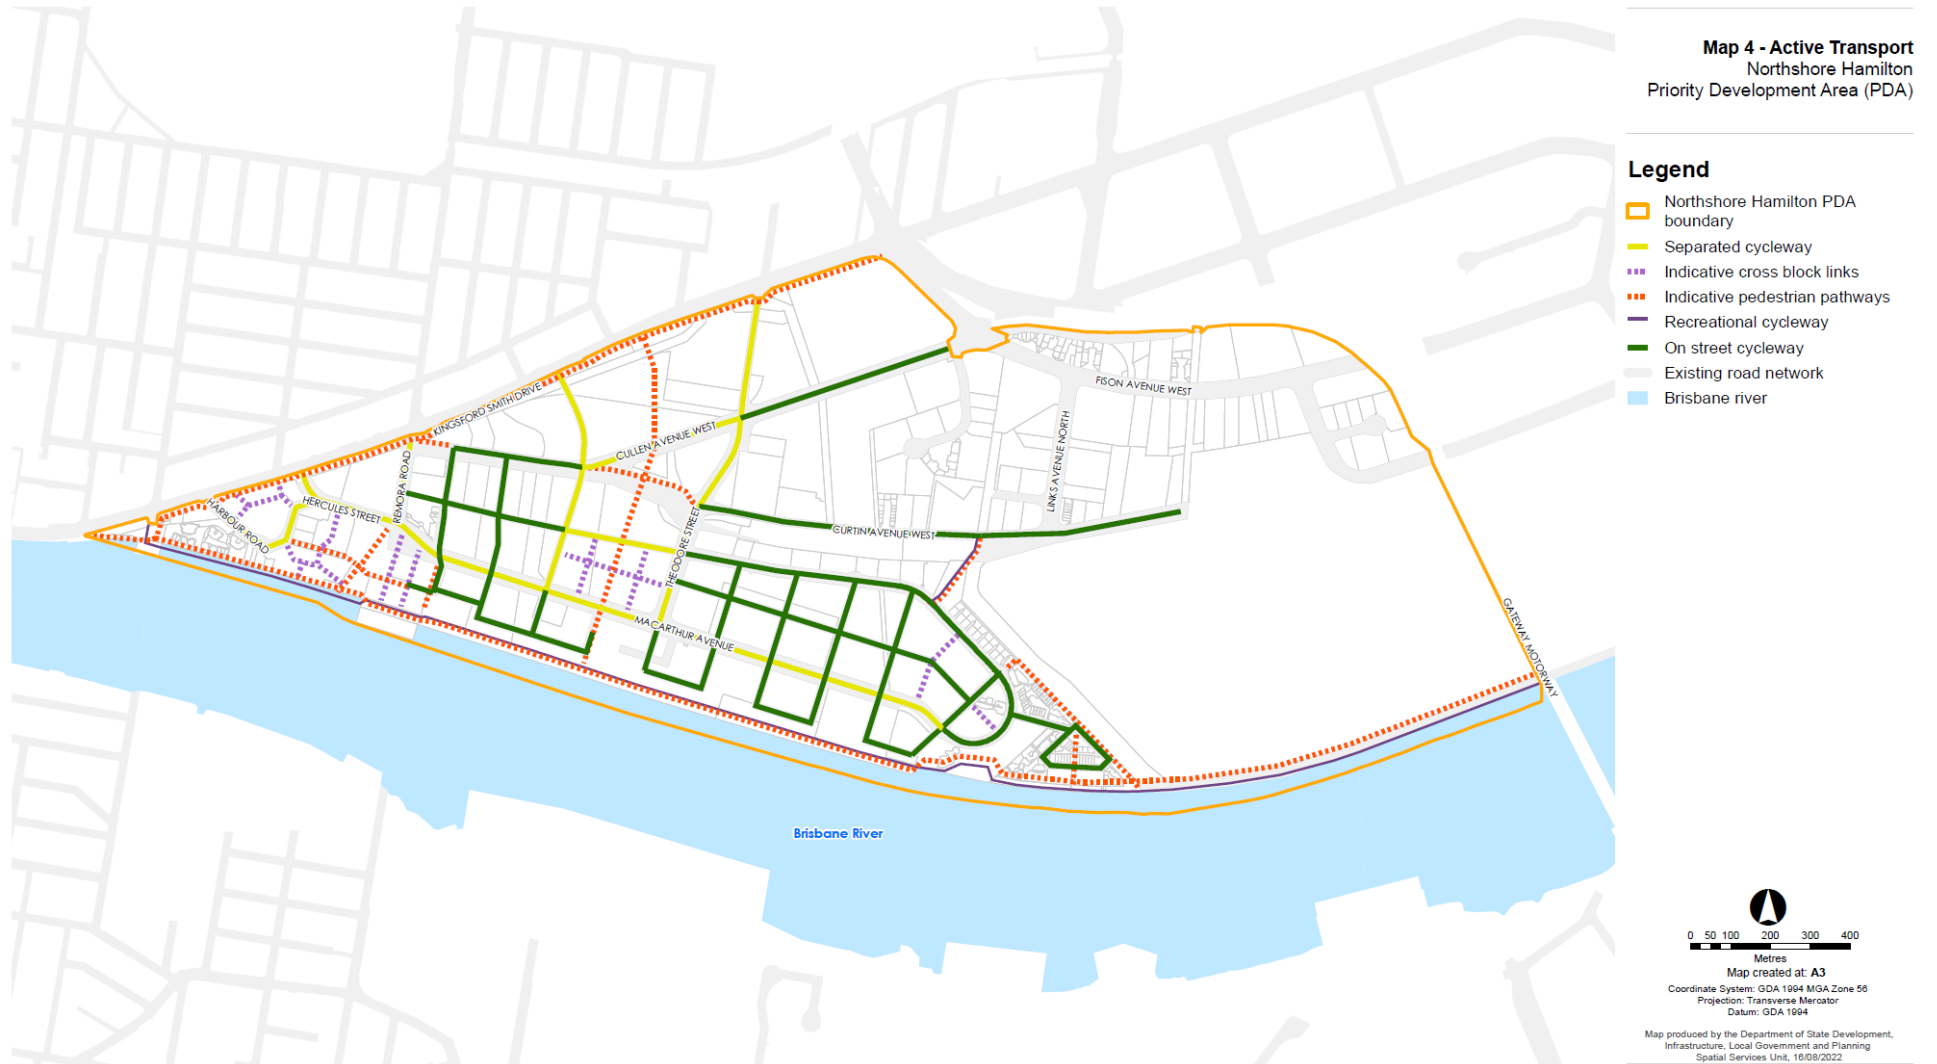 Map 4 - Active Transport
Northshore Hamilton
Priority Development Area (PDA)
Legend
Northshore Hamilton PDA
boundary
Separated cycleway
Indicative cross block links
Indicative pedestrian pathways
Recreational cycleway
On street cycleway
Existing road network
Brisbane river
KINGSFORD SMITH DRIVE
FISON AVENUE WEST
CULLEN AVENUE WEST
LINKS AVENUE NORTH
REMORA ROAD
HARBOUR ROAD
HERCULES STREET
THEODORE STREET
CURTIN AVENUE WEST
MACARTHUR AVENUE
GATEWAY MOTORWAY
Brisbane River
0 50 100 200 300 400
Metres
Map created at: A3
Coordinate System: GDA 1994 MGA Zone 56
Projection: Transverse Mercator
Datum: GDA 1994
Map produced by the Department of State Development,
Infrastructure, Local Government and Planning
Spatial Services Unit, 16/08/2022